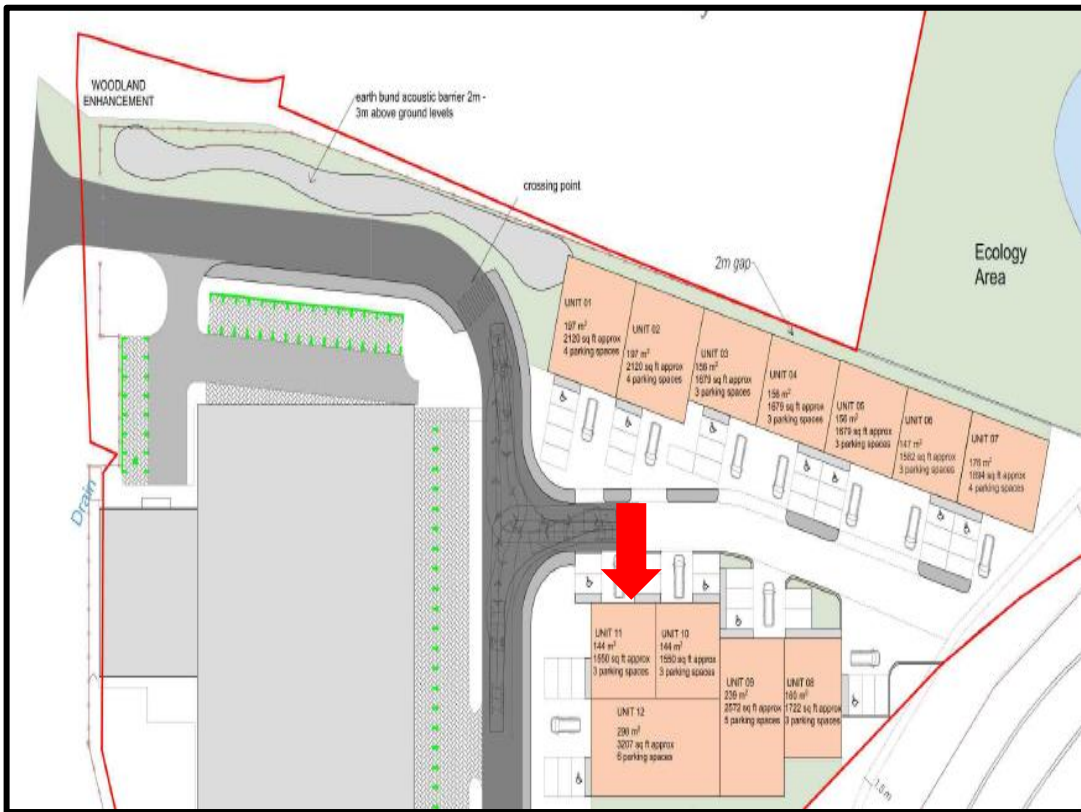 WOODLAND
ENHANCEMENT
earth bund acoustic barrier 2m -
3m above ground levels
crossing point
2m gap
Ecology
Area
UNIT 01
197 m²
2120 sq ft approx
4 parking spaces
UNIT 02
197 m²
2120 sq ft approx
4 parking spaces
UNIT 03
156 m²
1679 sq ft approx
3 parking spaces
UNIT 04
156 m²
1679 sq ft approx
3 parking spaces
UNIT 05
156 m²
1679 sq ft approx
3 parking spaces
UNIT 06
147 m²
1582 sq ft approx
3 parking spaces
UNIT 07
176 m²
1894 sq ft approx
4 parking spaces
Drain
UNIT 11
144 m²
1550 sq ft approx
3 parking spaces
UNIT 10
144 m²
1550 sq ft approx
3 parking spaces
UNIT 09
239 m²
2572 sq ft approx
5 parking spaces
UNIT 08
160 m²
1722 sq ft approx
3 parking spaces
UNIT 12
298 m²
3207 sq ft approx
6 parking spaces
1.8 m